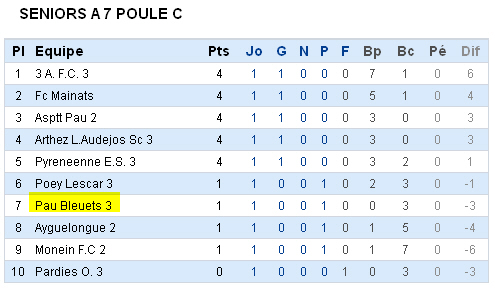 SENIORS A 7 POULE C
Pl Equipe Pts Jo G N P F Bp Bc Pé Dif
1 3 A. F.C. 3 4 1 1 0 0 0 7 1 0 6
2 Fc Mainats 4 1 1 0 0 0 5 1 0 4
3 Asptt Pau 2 4 1 1 0 0 0 3 0 0 3
4 Arthez L.Audejos Sc 3 4 1 1 0 0 0 3 0 0 3
5 Pyreneenne E.S. 3 4 1 1 0 0 0 3 2 0 1
6 Poey Lescar 3 1 1 0 0 1 0 2 3 0 -1
7 Pau Bleuets 3 1 1 0 0 1 0 0 3 0 -3
8 Ayguelongue 2 1 1 0 0 1 0 1 5 0 -4
9 Monein F.C 2 1 1 0 0 1 0 1 7 0 -6
10 Pardies O. 3 0 1 0 0 0 1 0 3 0 -3